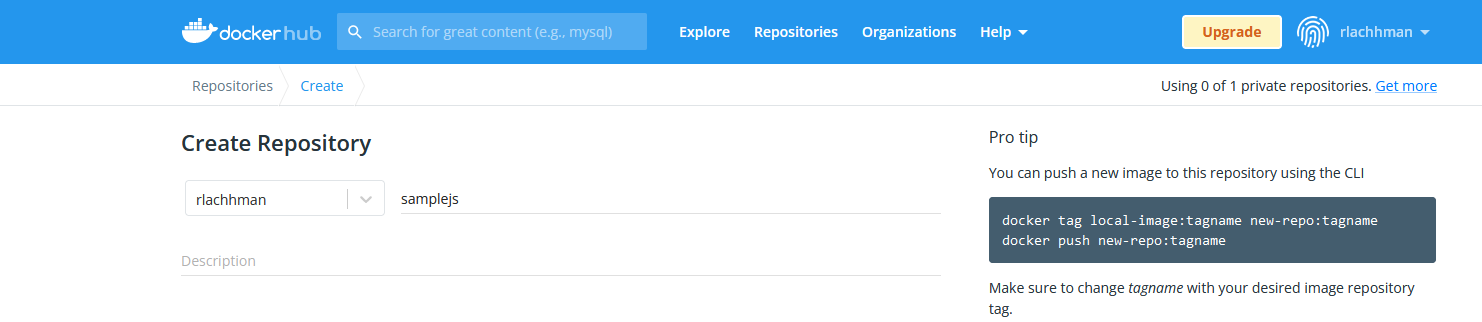 docker hub
Search for great content (e.g., mysql)
Explore
Repositories
Organizations
Help
Upgrade
rlachhman
Repositories
Create
Using 0 of 1 private repositories. Get more
Create Repository
rlachhman
samplejs
Description
Pro tip
You can push a new image to this repository using the CLI
docker tag local-image:tagname new-repo:tagname
docker push new-repo:tagname
Make sure to change tagname with your desired image repository
tag.